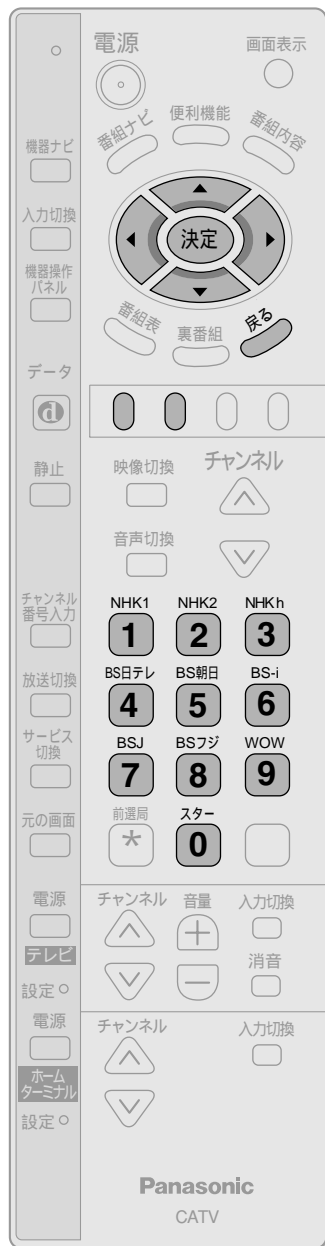 電源
画面表示
番組ナビ
便利機能
番組内容
機器ナビ
入力切換
決定
機器操作
パネル
番組表
裏番組
戻る
データ
d
静止
映像切換
チャンネル
音声切換
チャンネル
番号入力
NHK1
NHK2
NHKh
1
2
3
放送切換
BS日テレ
BS朝日
BS-i
4
5
6
サービス
切換
BSJ
BSフジ
WOW
7
8
9
元の画面
前選局
スター
*
0
電源
テレビ
設定
チャンネル
音量
入力切換
+
-
消音
電源
ホーム
ターミナル
設定
チャンネル
入力切換
Panasonic
CATV